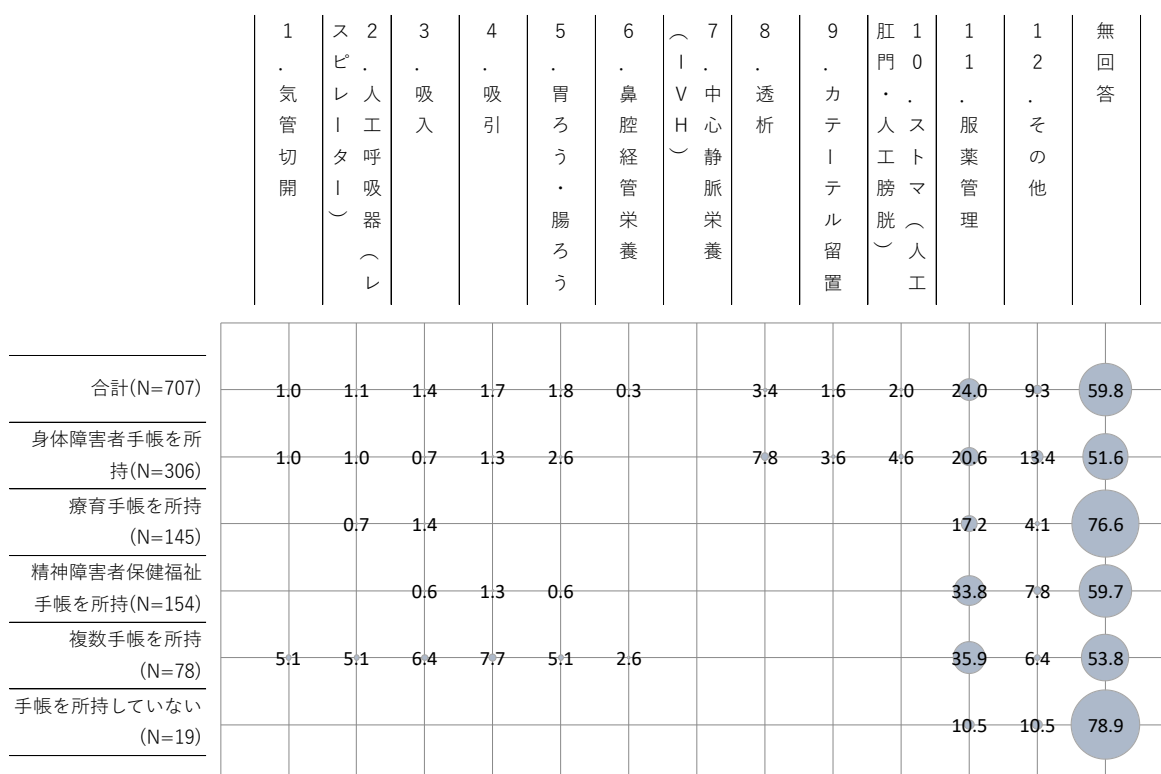 1.気管切開
2.人工呼吸器(レ
スピレーター)
3.吸入
4.吸引
5.胃ろう・腸ろう
6.鼻腔経管栄養
7.中心静脈栄養
(IVH)
8.透析
9.カテーテル留置
10.ストマ(人工
肛門・人工膀胱)
11.服薬管理
12.その他
無回答
合計(N=707)
1.0 1.1 1.4 1.7 1.8 0.3 3.4 1.6 2.0 24.0 9.3 59.8
身体障害者手帳を所
持(N=306)
1.0 1.0 0.7 1.3 2.6 7.8 3.6 4.6 20.6 13.4 51.6
療育手帳を所持
(N=145)
0.7 1.4 17.2 4.1 76.6
精神障害者保健福祉
手帳を所持(N=154)
0.6 1.3 0.6 33.8 7.8 59.7
複数手帳を所持
(N=78)
5.1 5.1 6.4 7.7 5.1 2.6 35.9 6.4 53.8
手帳を所持していない
(N=19)
10.5 10.5 78.9